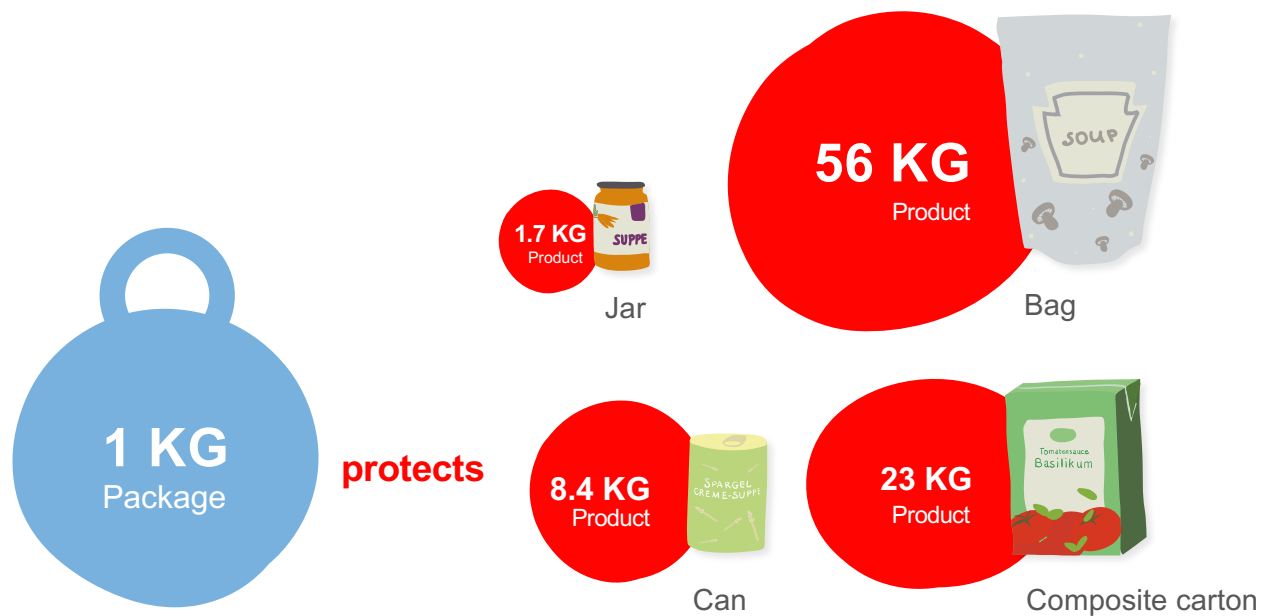 1 KG
Package
protects
1.7 KG
Product
SUPPE
Jar
56 KG
Product
SOUP
Bag
8.4 KG
Product
SPARGEL
CREME-SUPPE
Can
23 KG
Product
Tomatensauce
Basilikum
Composite carton